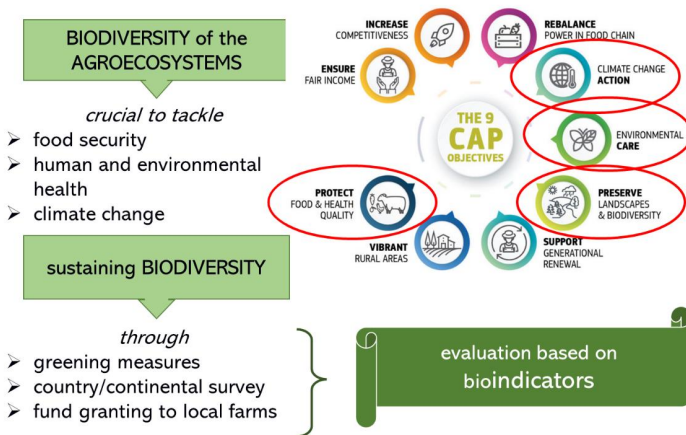 BIODIVERSITY of the
AGROECOSYSTEMS
crucial to tackle
➢ food security
➢ human and environmental
health
➢ climate change
sustaining BIODIVERSITY
through
➢ greening measures
➢ country/continental survey
➢ fund granting to local farms
INCREASE
COMPETITIVENESS
REBALANCE
POWER IN FOOD CHAIN
ENSURE
FAIR INCOME
CLIMATE CHANGE
ACTION
THE 9
CAP
OBJECTIVES
ENVIRONMENTAL
CARE
PROTECT
FOOD & HEALTH
QUALITY
PRESERVE
LANDSCAPES
& BIODIVERSITY
VIBRANT
RURAL AREAS
SUPPORT
GENERATIONAL
RENEWAL
evaluation based on
bioindicators